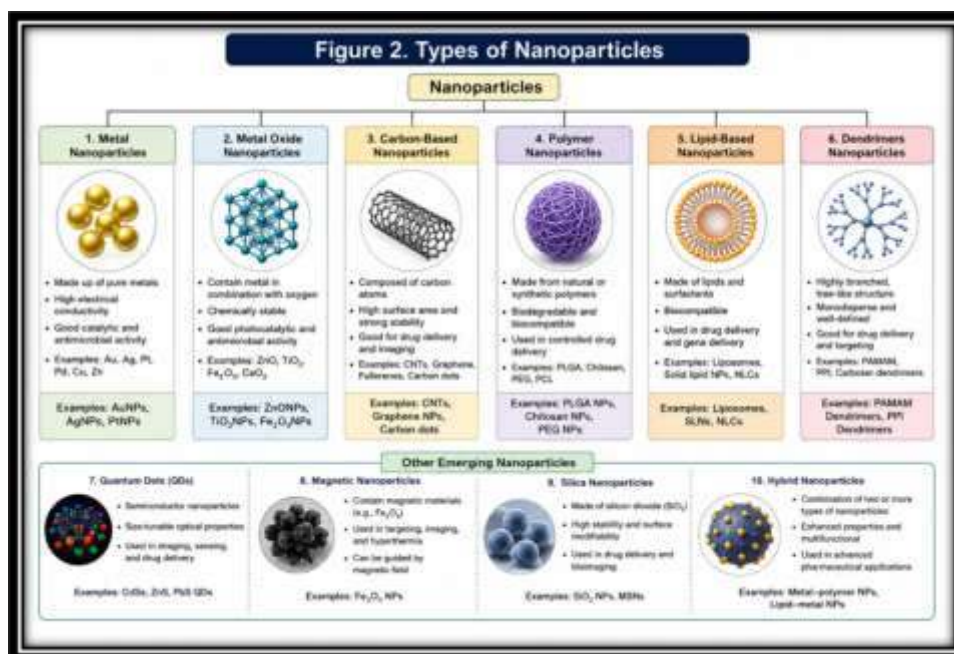 Figure 2. Types of Nanoparticles
Nanoparticles
1. Metal
Nanoparticles
• Made up of pure metals
• High electrical
conductivity
• Good catalytic and
antimicrobial activity
• Examples: Au, Ag, Pt,
Pd, Cu, Zn
Examples: AuNPs,
AgNPs, PtNPs
2. Metal Oxide
Nanoparticles
• Contain metal in
combination with oxygen
• Chemically stable
• Good photocatalytic and
antimicrobial activity
• Examples: ZnO, TiO₂,
Fe₃O₄, CeO₂
Examples: ZnONPs,
TiO₂NPs, Fe₃O₄NPs
3. Carbon-Based
Nanoparticles
• Composed of carbon
atoms
• High surface area and
strong stability
• Good for drug delivery
and imaging
• Examples: CNTs, Graphene,
Fullerenes, Carbon dots
Examples: CNTs,
Graphene NPs,
Carbon dots
4. Polymer
Nanoparticles
• Made from natural or
synthetic polymers
• Biodegradable and
biocompatible
• Used in controlled drug
delivery
• Examples: PLGA, Chitosan,
PEG, PCL
Examples: PLGA NPs,
Chitosan NPs,
PEG NPs
5. Lipid-Based
Nanoparticles
• Made of lipids and
surfactants
• Biocompatible
• Used in drug delivery
and gene delivery
• Examples: Liposomes,
Solid lipid NPs, NLCs
Examples: Liposomes,
SLNs, NLCs
6. Dendrimers
Nanoparticles
• Highly branched,
tree-like structure
• Monodisperse and
well-defined
• Good for drug delivery
and targeting
• Examples: PAMAM,
PPI, Carbosilane dendrimers
Examples: PAMAM
Dendrimers, PPI
Dendrimers
Other Emerging Nanoparticles
7. Quantum Dots (QDs)
• Semiconductor nanoparticles
• Size-tunable optical properties
• Used in imaging, sensing,
and drug delivery
Examples: CdSe, ZnS, PbS QDs
8. Magnetic Nanoparticles
• Contain magnetic materials
(e.g., Fe₃O₄)
• Used in targeting, imaging,
and hyperthermia
• Can be guided by
magnetic field
Examples: Fe₃O₄ NPs
9. Silica Nanoparticles
• Made of silicon dioxide (SiO₂)
• High stability and surface
modifiability
• Used in drug delivery and
bioimaging
Examples: SiO₂ NPs, MSNs
10. Hybrid Nanoparticles
• Combination of two or more
types of nanoparticles
• Enhanced properties and
multifunctional
• Used in advanced
pharmaceutical applications
Examples: Metal–polymer NPs,
Lipid–metal NPs